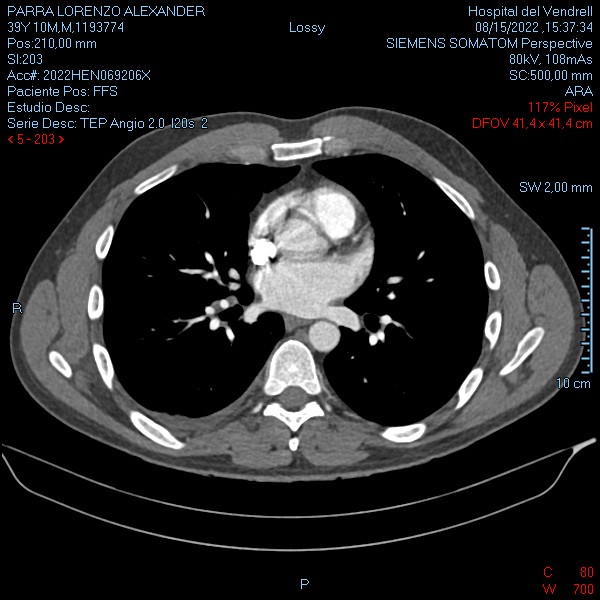 PARRA LORENZO ALEXANDER
39Y 10M,M,1193774
Pos:210,00 mm
SI:203
Acc#: 2022HEN069206X
Paciente Pos: FFS
Estudio Desc:
Serie Desc: TEP Angio 2.0 I20s 2
< 5 - 203 >
Lossy
Hospital del Vendrell
08/15/2022 ,15:37:34
SIEMENS SOMATOM Perspective
80kV, 108mAs
SC:500,00 mm
ARA
117% Pixel
DFOV 41,4 x 41,4 cm
SW 2,00 mm
R
10 cm
P
C 80
W 700